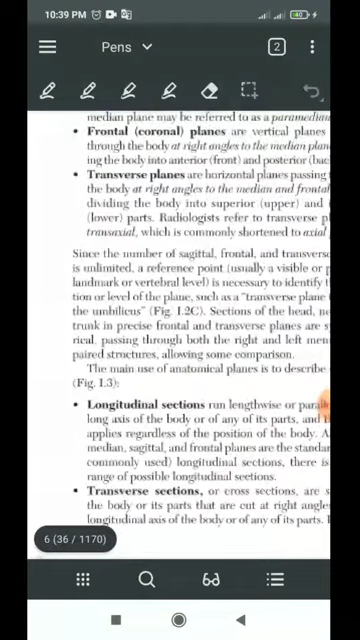 10:39 PM
40
Pens
2
median plane may be referred to as a paramedian
• Frontal (coronal) planes are vertical planes
through the body at right angles to the median plan
ing the body into anterior (front) and posterior (bac
• Transverse planes are horizontal planes passing
the body at right angles to the median and frontal
dividing the body into superior (upper) and i
(lower) parts. Radiologists refer to transverse pl
transaxial, which is commonly shortened to axial
Since the number of sagittal, frontal, and transvers
is unlimited, a reference point (usually a visible or p
landmark or vertebral level) is necessary to identify t
tion or level of the plane, such as a "transverse plane
the umbilicus" (Fig. I.2C). Sections of the head, ne
trunk in precise frontal and transverse planes are sy
rical, passing through both the right and left mem
paired structures, allowing some comparison.
The main use of anatomical planes is to describe
(Fig. I.3):
• Longitudinal sections run lengthwise or paral
long axis of the body or of any of its parts, and t
applies regardless of the position of the body. A
median, sagittal, and frontal planes are the standar
commonly used) longitudinal sections, there is
range of possible longitudinal sections.
• Transverse sections, or cross sections, are s
the body or its parts that are cut at right angle
longitudinal axis of the body or of any of its parts.
6 (36 / 1170)